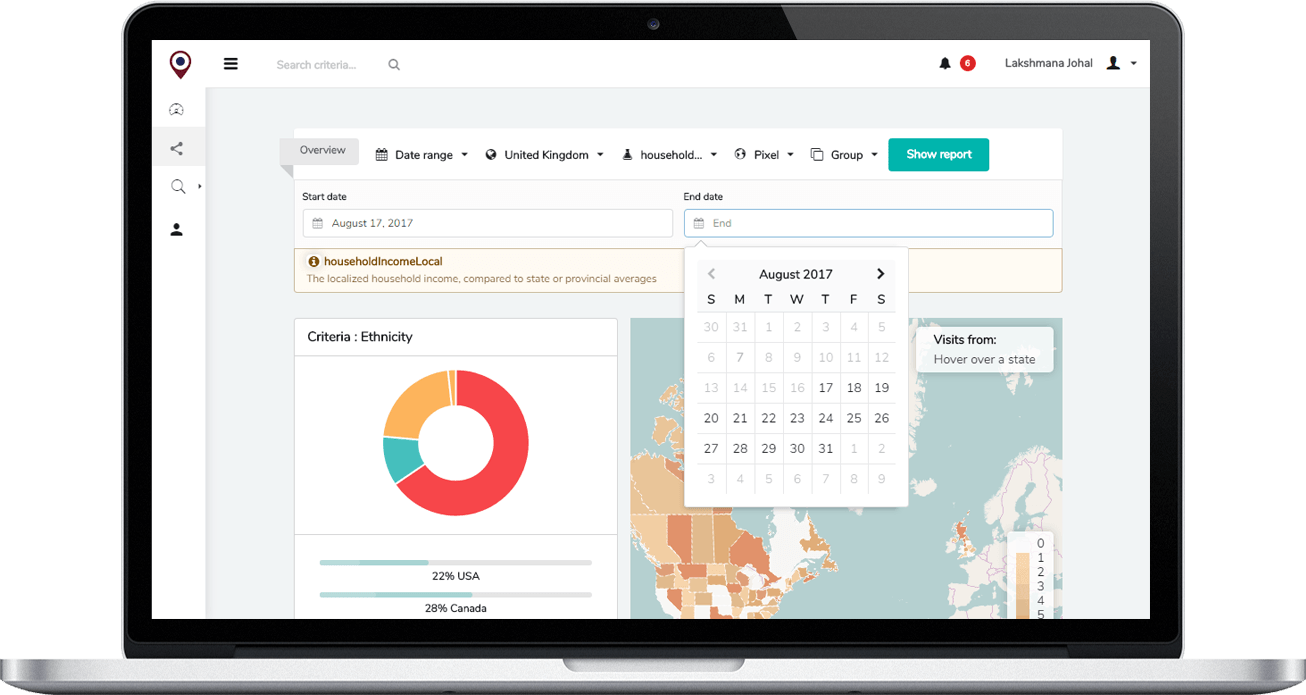 Search criteria...
6
Lakshmana Johal
Overview
Date range
United Kingdom
household...
Pixel
Group
Show report
Start date
End date
August 17, 2017
End
householdIncomeLocal
The localized household income, compared to state or provincial averages
August 2017
S M T W T F S
30 31 1 2 3 4 5
6 7 8 9 10 11 12
13 14 15 16 17 18 19
20 21 22 23 24 25 26
27 28 29 30 31 1 2
3 4 5 6 7 8 9
Criteria : Ethnicity
Visits from:
Hover over a state
22% USA
28% Canada
0
1
2
3
4
5